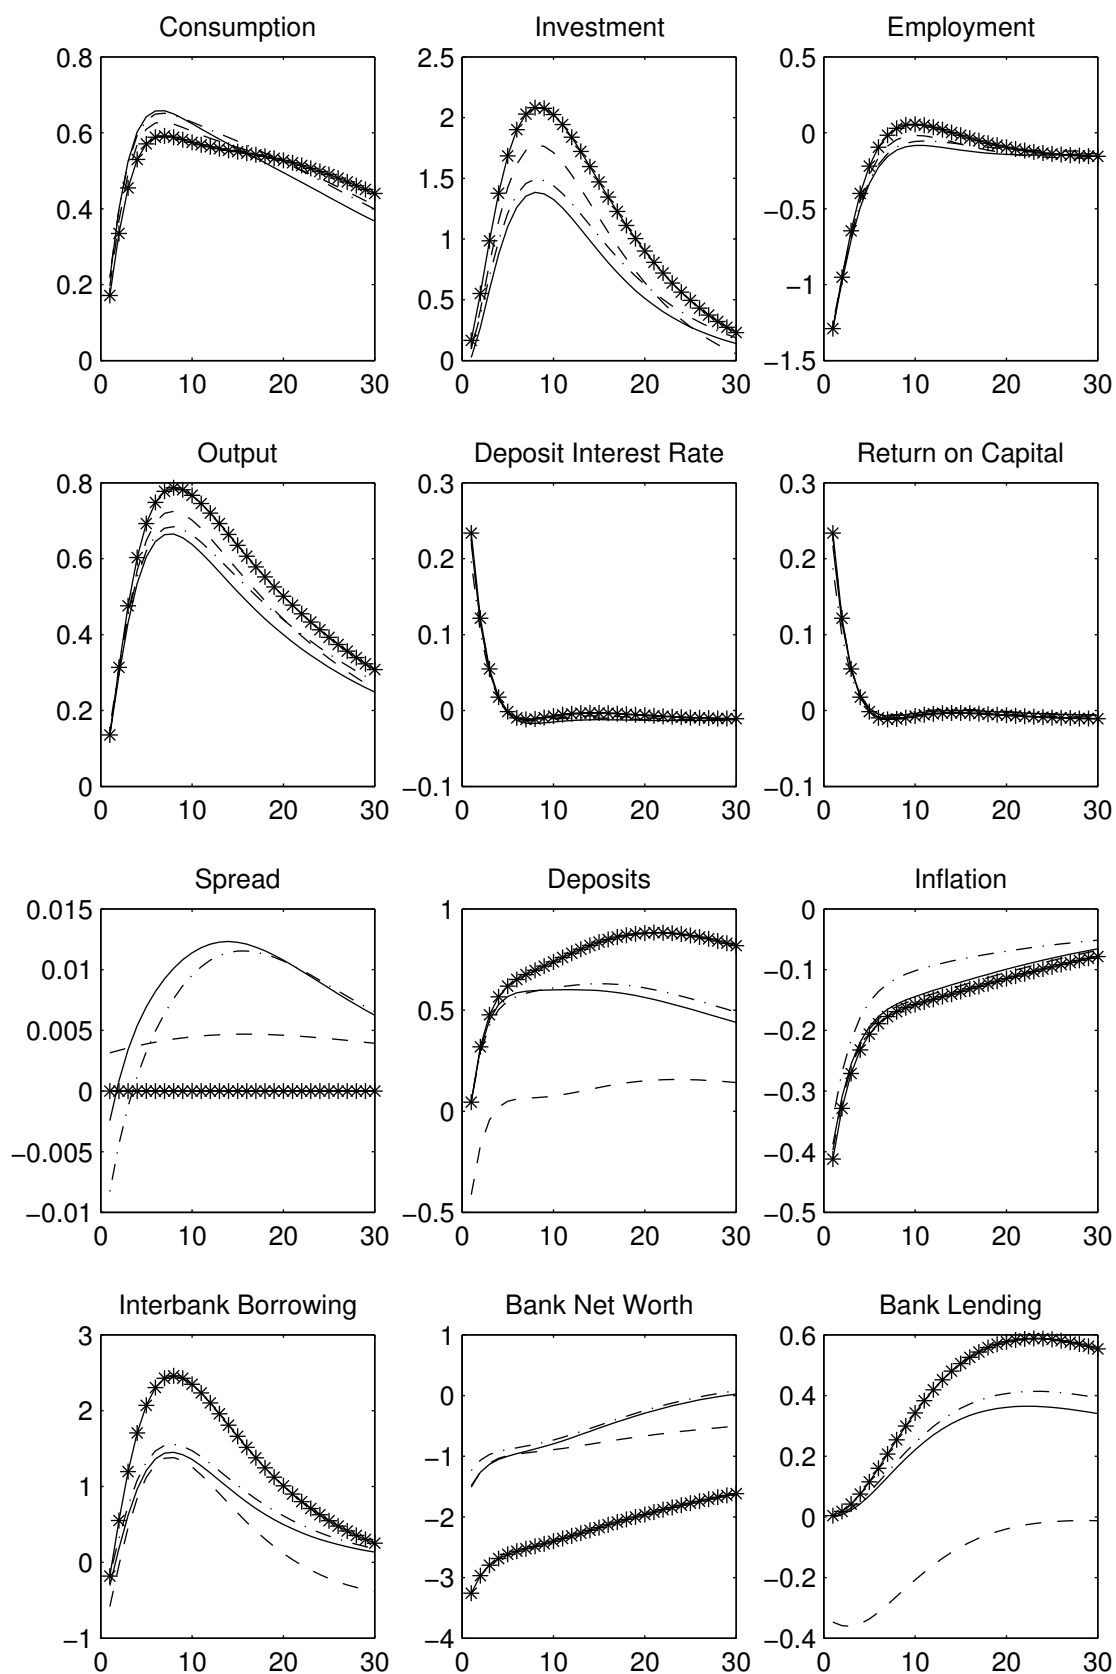 Consumption Investment Employment
0.8 2.5 0.5
2 0
0.6
1.5 −0.5
0.4
1 −1
0.2 0.5
0 0 −1.5
0 10 20 30 0 10 20 30 0 10 20 30
Output Deposit Interest Rate Return on Capital
0.8 0.3 0.3
0.6 0.2 0.2
0.4 0.1 0.1
0.2 0 0
0 −0.1 −0.1
0 10 20 30 0 10 20 30 0 10 20 30
Spread Deposits Inflation
0.015 1 0
0.01 −0.1
0.5
0.005 −0.2
0 0 −0.3
−0.005 −0.4
−0.01 −0.5 −0.5
0 10 20 30 0 10 20 30 0 10 20 30
Interbank Borrowing Bank Net Worth Bank Lending
3 1 0.6
0 0.4
2
−1 0.2
1
−2 0
0 −3 −0.2
−1 −4 −0.4
0 10 20 30 0 10 20 30 0 10 20 30